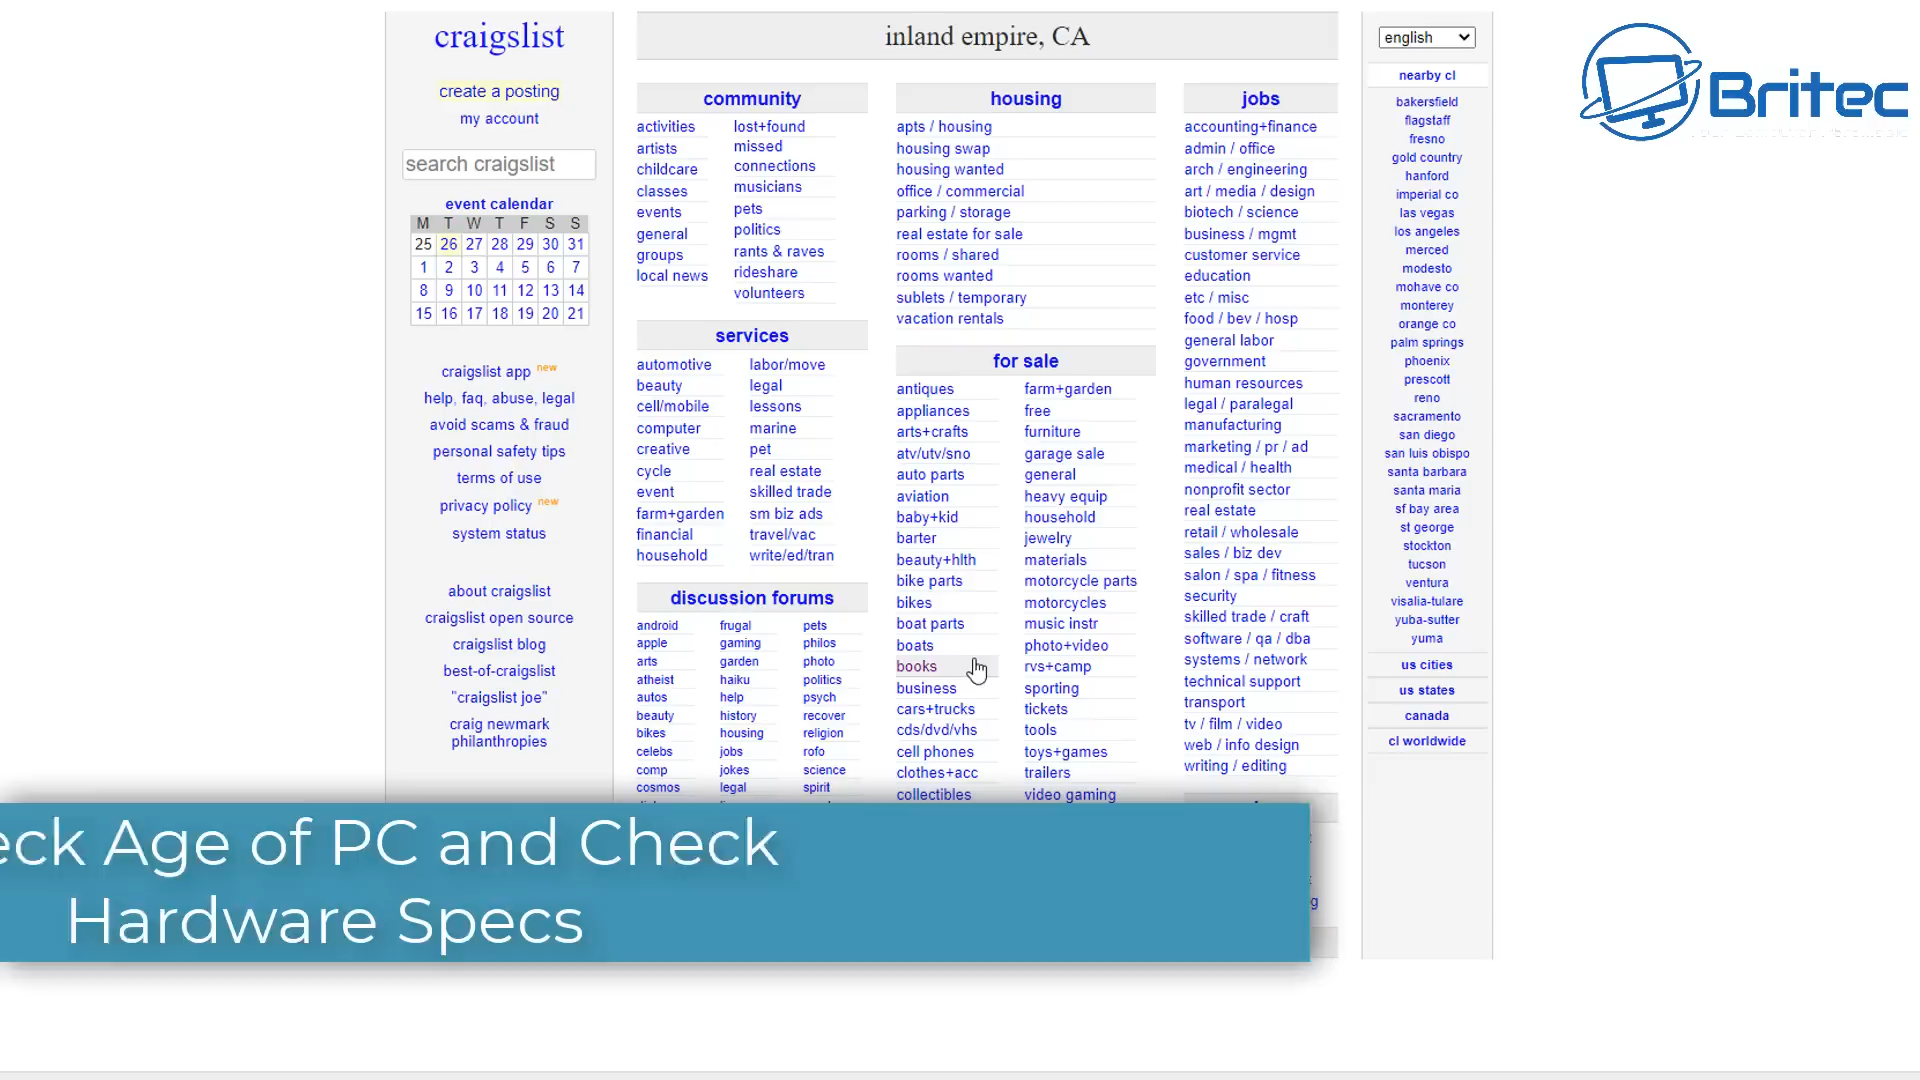 craigslist
create a posting
my account
search craigslist
event calendar
M T W T F S S
25 26 27 28 29 30 31
1 2 3 4 5 6 7
8 9 10 11 12 13 14
15 16 17 18 19 20 21
craigslist app new
help, faq, abuse, legal
avoid scams & fraud
personal safety tips
terms of use
privacy policy new
system status
about craigslist
craigslist open source
craigslist blog
best-of-craigslist
"craigslist joe"
craig newmark
philanthropies
inland empire, CA
community
activities
artists
childcare
classes
events
general
groups
local news
lost+found
missed
connections
musicians
pets
politics
rants & raves
rideshare
volunteers
services
automotive
beauty
cell/mobile
computer
creative
cycle
event
farm+garden
financial
household
labor/move
legal
lessons
marine
pet
real estate
skilled trade
sm biz ads
travel/vac
write/ed/tran
discussion forums
android
apple
arts
atheist
autos
beauty
bikes
celebs
comp
cosmos
frugal
gaming
garden
haiku
help
history
housing
jobs
jokes
legal
pets
philos
photo
politics
psych
recover
religion
rofo
science
spirit
housing
apts / housing
housing swap
housing wanted
office / commercial
parking / storage
real estate for sale
rooms / shared
rooms wanted
sublets / temporary
vacation rentals
for sale
antiques
appliances
arts+crafts
atv/utv/sno
auto parts
aviation
baby+kid
barter
beauty+hlth
bike parts
bikes
boat parts
boats
books
business
cars+trucks
cds/dvd/vhs
cell phones
clothes+acc
collectibles
farm+garden
free
furniture
garage sale
general
heavy equip
household
jewelry
materials
motorcycle parts
motorcycles
music instr
photo+video
rvs+camp
sporting
tickets
tools
toys+games
trailers
video gaming
jobs
accounting+finance
admin / office
arch / engineering
art / media / design
biotech / science
business / mgmt
customer service
education
etc / misc
food / bev / hosp
general labor
government
human resources
legal / paralegal
manufacturing
marketing / pr / ad
medical / health
nonprofit sector
real estate
retail / wholesale
sales / biz dev
salon / spa / fitness
security
skilled trade / craft
software / qa / dba
systems / network
technical support
transport
tv / film / video
web / info design
writing / editing
english
nearby cl
bakersfield
flagstaff
fresno
gold country
hanford
imperial co
las vegas
los angeles
merced
modesto
mohave co
monterey
orange co
palm springs
phoenix
prescott
reno
sacramento
san diego
san luis obispo
santa barbara
santa maria
sf bay area
st george
stockton
tucson
ventura
visalia-tulare
yuba-sutter
yuma
us cities
us states
canada
cl worldwide
Britec
eck Age of PC and Check
Hardware Specs